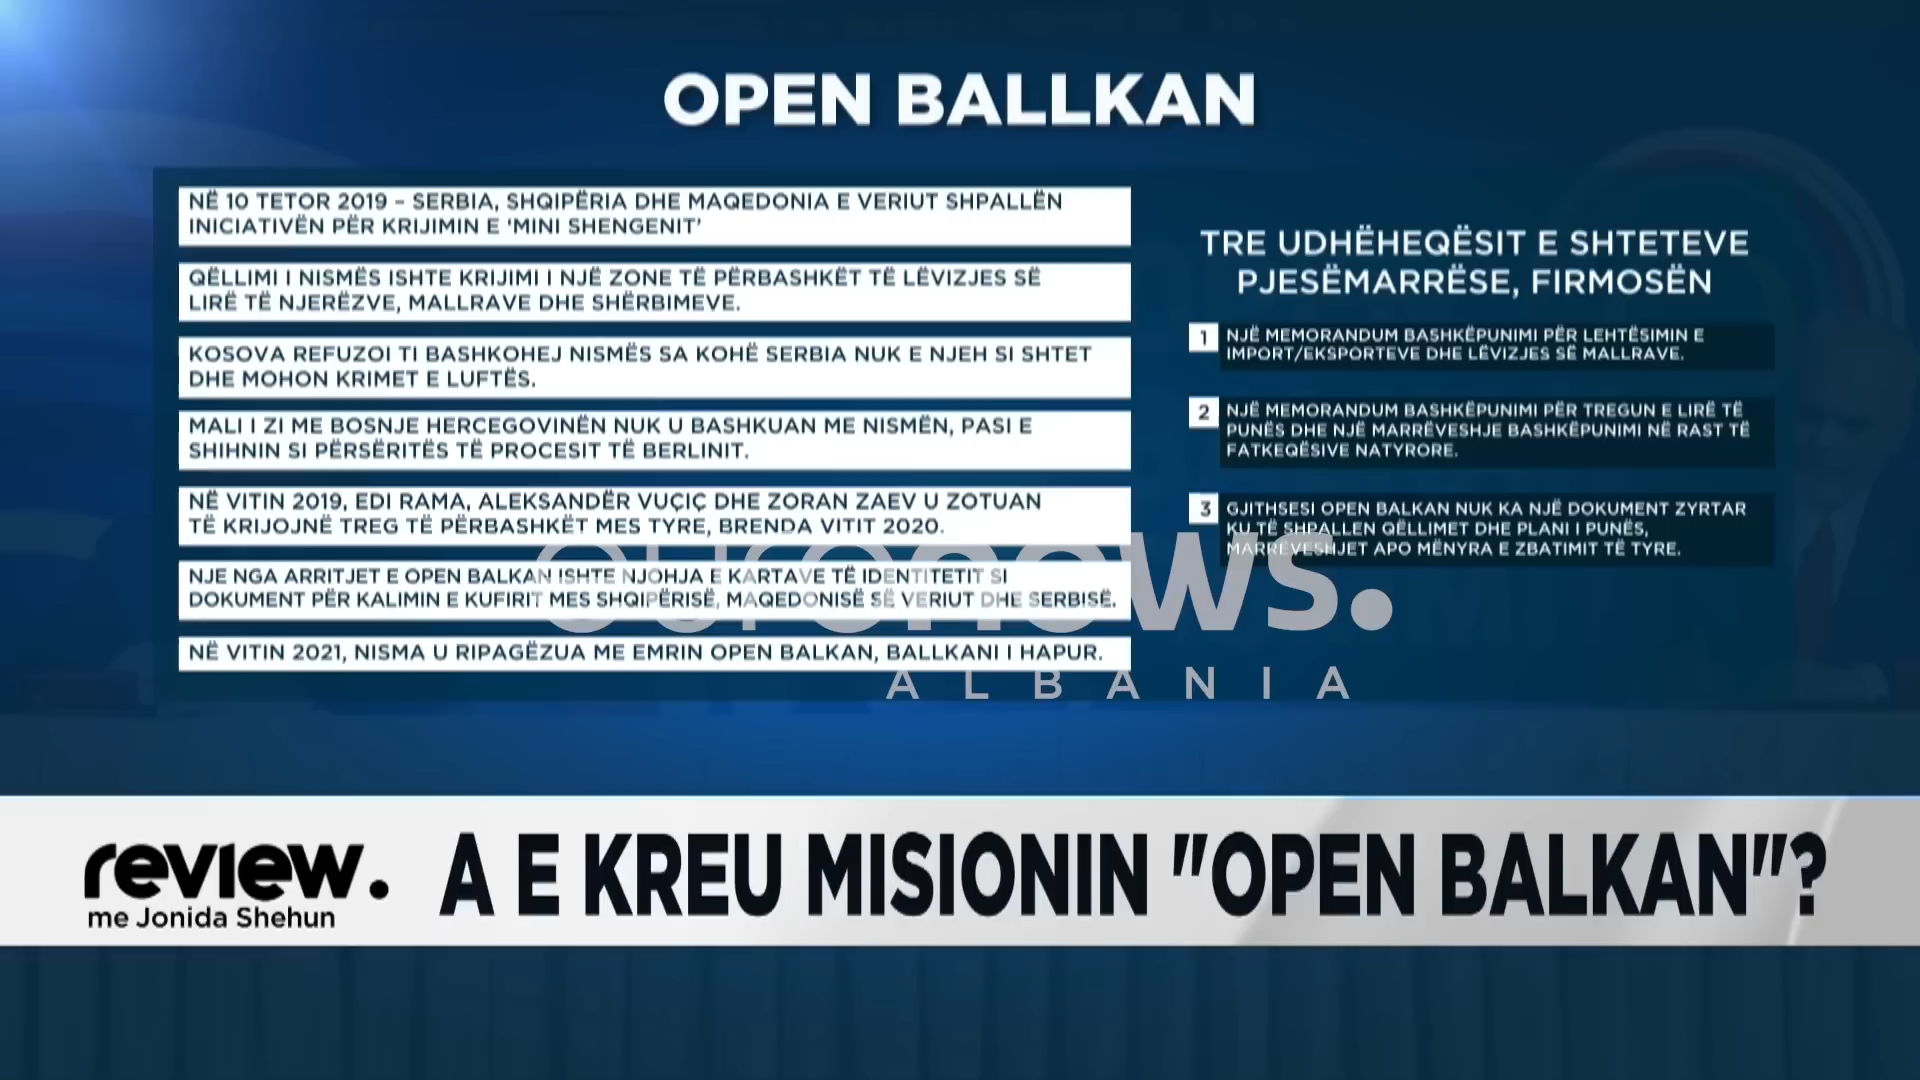 OPEN BALLKAN
NË 10 TETOR 2019 – SERBIA, SHQIPËRIA DHE MAQEDONIA E VERIUT SHPALLËN
INICIATIVËN PËR KRIJIMIN E ‘MINI SHENGENIT’
QËLLIMI I NISMËS ISHTE KRIJIMI I NJË ZONE TË PËRBASHKËT TË LËVIZJES SË
LIRË TË NJERËZVE, MALLRAVE DHE SHËRBIMEVE.
KOSOVA REFUZOI TI BASHKOHEJ NISMËS SA KOHË SERBIA NUK E NJEH SI SHTET
DHE MOHON KRIMET E LUFTËS.
MALI I ZI ME BOSNJE HERCEGOVINËN NUK U BASHKUAN ME NISMËN, PASI E
SHIHNIN SI PËRSËRITËS TË PROCESIT TË BERLINIT.
NË VITIN 2019, EDI RAMA, ALEKSANDËR VUÇIÇ DHE ZORAN ZAEV U ZOTUAN
TË KRIJOJNË TREG TË PËRBASHKËT MES TYRE, BRENDA VITIT 2020.
NJE NGA ARRITJET E OPEN BALKAN ISHTE NJOHJA E KARTAVE TË IDENTITETIT SI
DOKUMENT PËR KALIMIN E KUFIRIT MES SHQIPËRISË, MAQEDONISË SË VERIUT DHE SERBISË.
NË VITIN 2021, NISMA U RIPAGËZUA ME EMRIN OPEN BALKAN, BALLKANI I HAPUR.
TRE UDHËHEQËSIT E SHTETEVE
PJESËMARRËSE, FIRMOSËN
1 NJË MEMORANDUM BASHKËPUNIMI PËR LEHTËSIMIN E
IMPORT/EKSPORTEVE DHE LËVIZJES SË MALLRAVE.
2 NJË MEMORANDUM BASHKËPUNIMI PËR TREGUN E LIRË TË
PUNËS DHE NJË MARRËVESHJE BASHKËPUNIMI NË RAST TË
FATKEQËSIVE NATYRORE.
3 GJITHSESI OPEN BALKAN NUK KA NJË DOKUMENT ZYRTAR
KU TË SHPALLEN QËLLIMET DHE PLANI I PUNËS,
MARRËVESHJET APO MËNYRA E ZBATIMIT TË TYRE.
euronews.
ALBANIA
review.
me Jonida Shehun
A E KREU MISIONIN "OPEN BALKAN"?